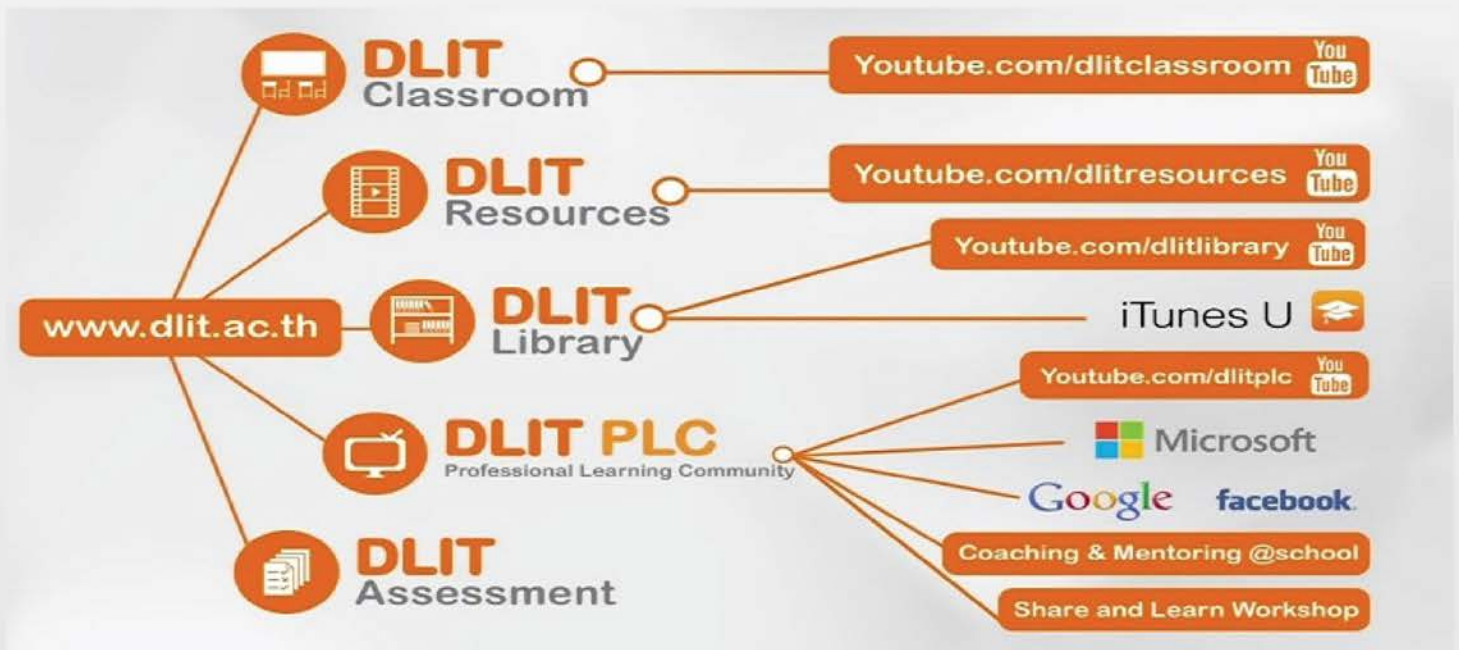 www.dlit.ac.th
DLIT
Classroom
Youtube.com/dlitclassroom You
Tube
DLIT
Resources
Youtube.com/dlitresources You
Tube
DLIT
Library
Youtube.com/dlitlibrary You
Tube
iTunes U
DLIT PLC
Professional Learning Community
Youtube.com/dlitplc You
Tube
Microsoft
Google facebook.
Coaching & Mentoring @school
Share and Learn Workshop
DLIT
Assessment